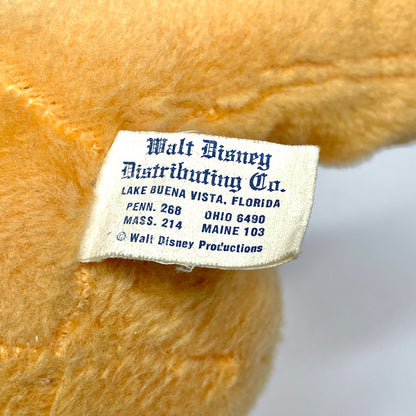 Walt Disney
Distributing Co.
LAKE BUENA VISTA, FLORIDA
PENN. 268 OHIO 6490
MASS. 214 MAINE 103
© Walt Disney Productions